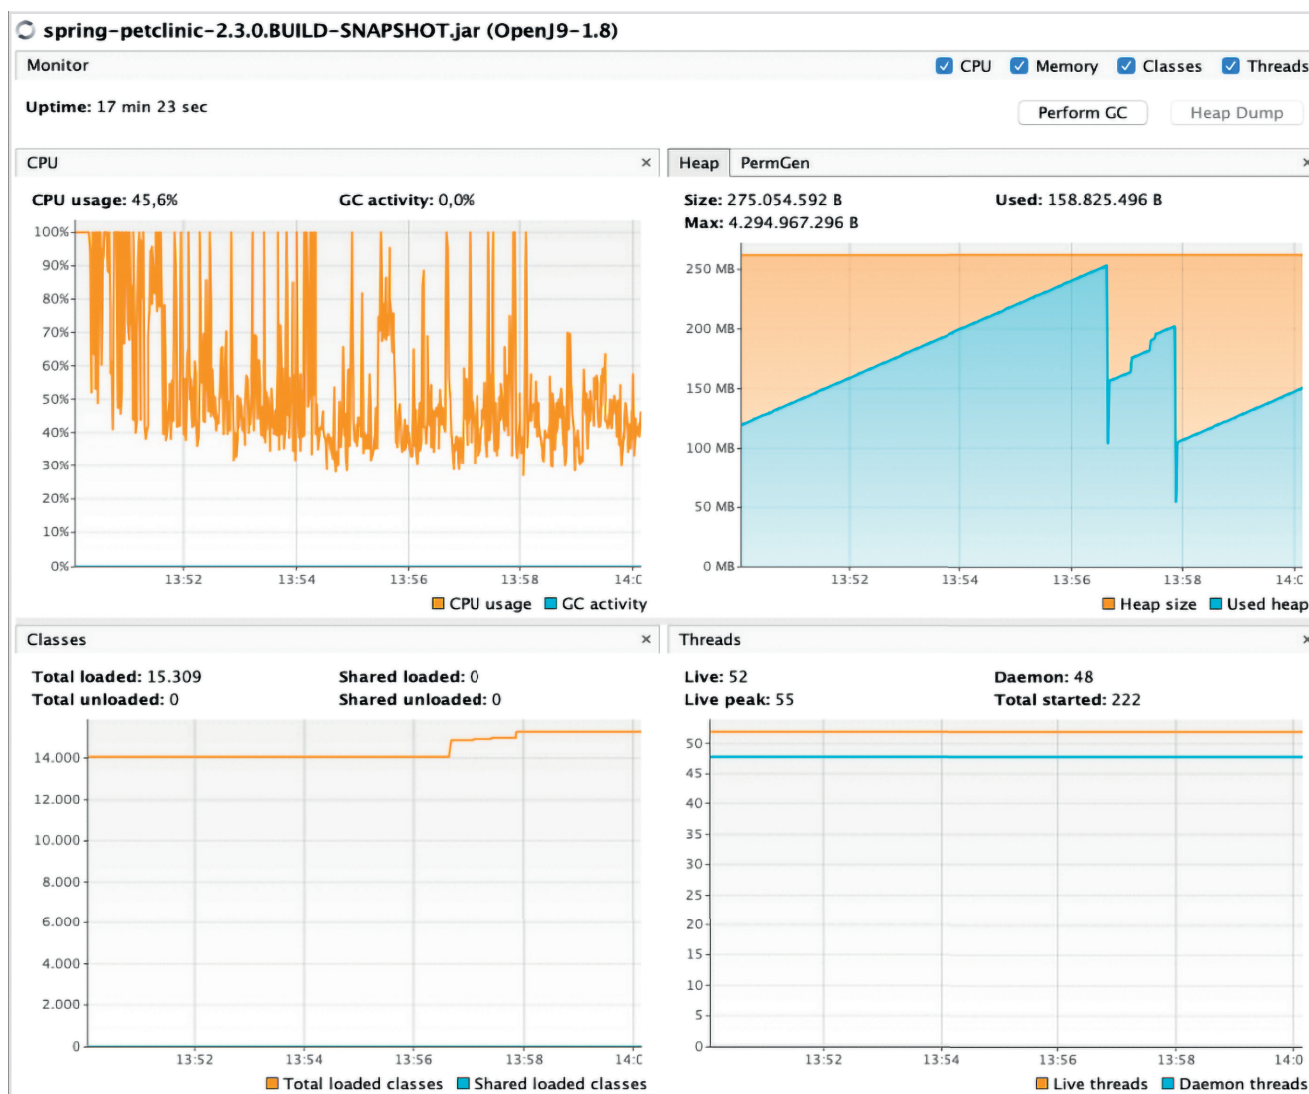 spring-petclinic-2.3.0.BUILD-SNAPSHOT.jar (OpenJ9-1.8)
Monitor
CPU Memory Classes Threads
Uptime: 17 min 23 sec
Perform GC Heap Dump
CPU ×
CPU usage: 45,6% GC activity: 0,0%
100%
90%
80%
70%
60%
50%
40%
30%
20%
10%
0%
13:52 13:54 13:56 13:58 14:0
CPU usage GC activity
Heap PermGen ×
Size: 275.054.592 B Used: 158.825.496 B
Max: 4.294.967.296 B
250 MB
200 MB
150 MB
100 MB
50 MB
0 MB
13:52 13:54 13:56 13:58 14:0
Heap size Used heap
Classes ×
Total loaded: 15.309 Shared loaded: 0
Total unloaded: 0 Shared unloaded: 0
14.000
12.000
10.000
8.000
6.000
4.000
2.000
0
13:52 13:54 13:56 13:58 14:0
Total loaded classes Shared loaded classes
Threads ×
Live: 52 Daemon: 48
Live peak: 55 Total started: 222
50
45
40
35
30
25
20
15
10
5
0
13:52 13:54 13:56 13:58 14:0
Live threads Daemon threads